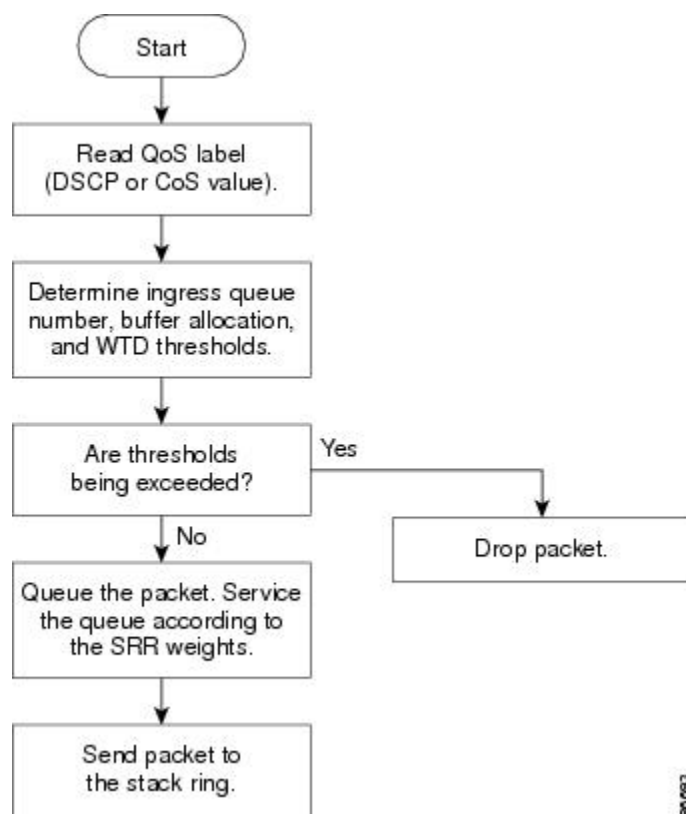 Start
Read QoS label
(DSCP or CoS value).
Determine ingress queue
number, buffer allocation,
and WTD thresholds.
Are thresholds
being exceeded?
Yes
No
Drop packet.
Queue the packet. Service
the queue according to
the SRR weights.
Send packet to
the stack ring.